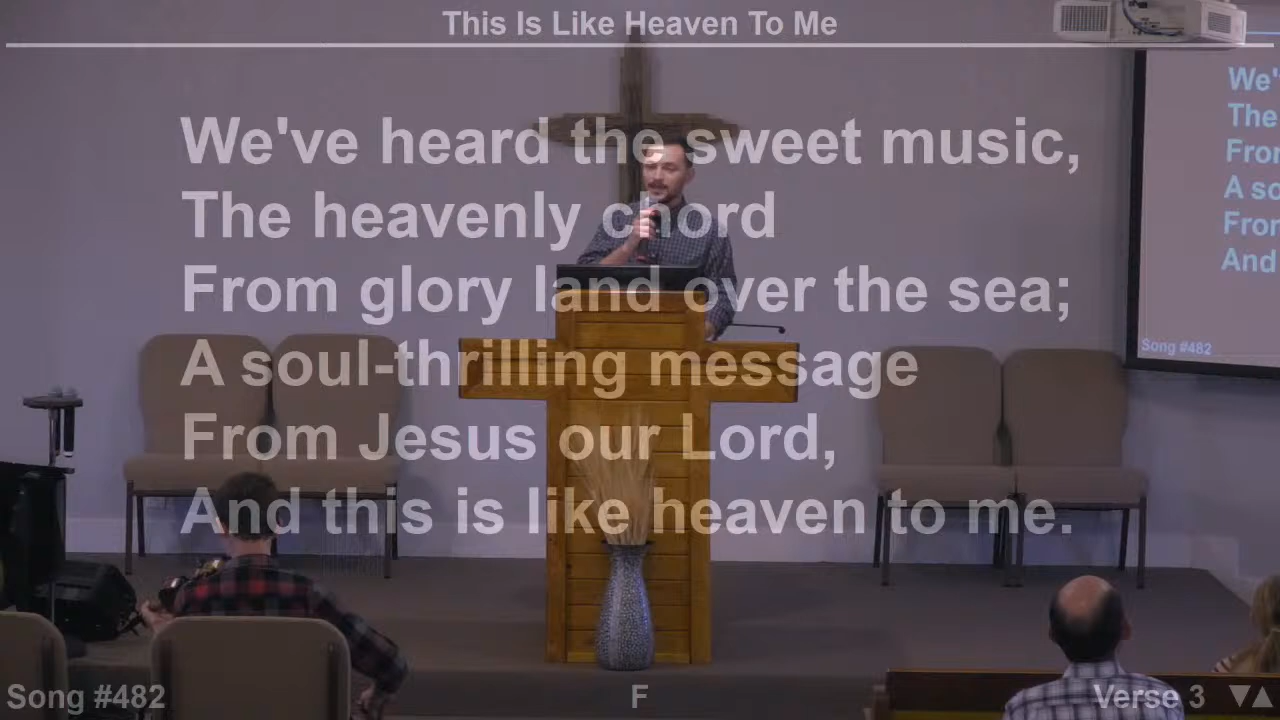 This Is Like Heaven To Me
We've heard the sweet music,
The heavenly chord
From glory land over the sea;
A soul-thrilling message
From Jesus our Lord,
And this is like heaven to me.
Song #482
F
Verse 3
We'
The
From
A so
From
And
Song #482